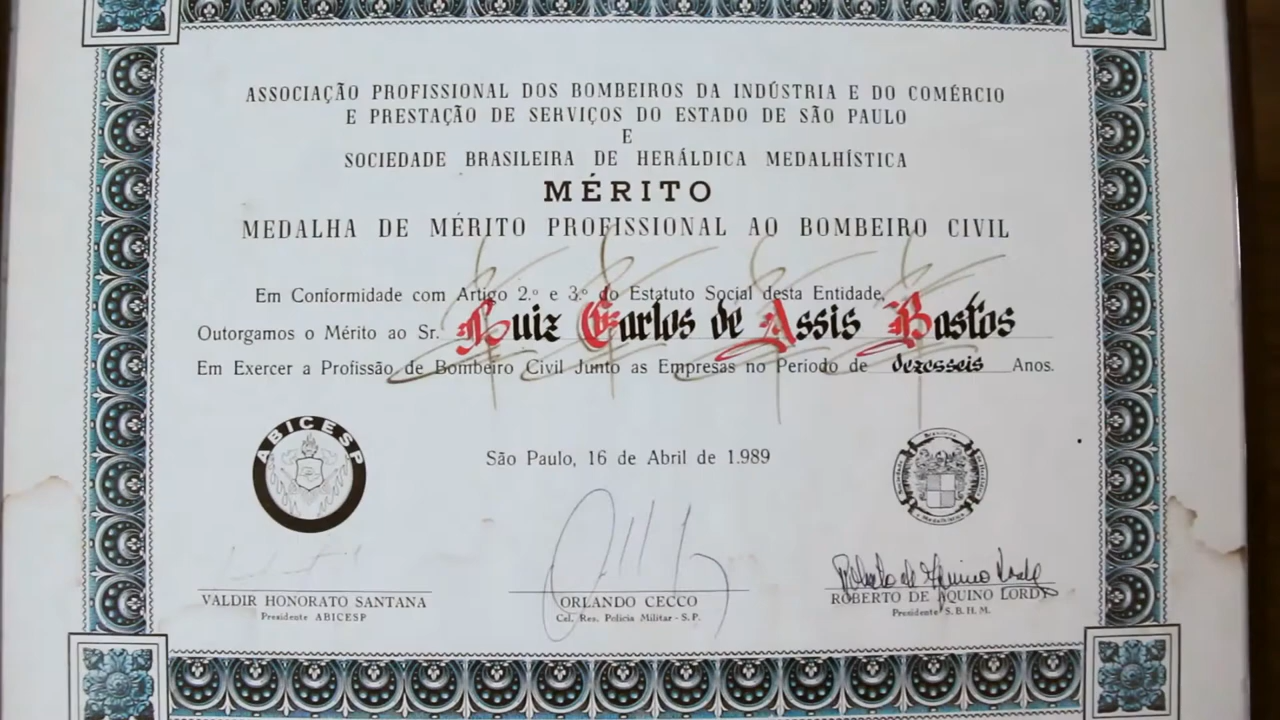 ASSOCIAÇÃO PROFISSIONAL DOS BOMBEIROS DA INDÚSTRIA E DO COMÉRCIO
E PRESTAÇÃO DE SERVIÇOS DO ESTADO DE SÃO PAULO
E
SOCIEDADE BRASILEIRA DE HERÁLDICA MEDALHÍSTICA
MÉRITO
MEDALHA DE MÉRITO PROFISSIONAL AO BOMBEIRO CIVIL
Em Conformidade com Artigo 2.º e 3.º do Estatuto Social desta Entidade,
Outorgamos o Mérito ao Sr. Luiz Carlos de Assis Bastos
Em Exercer a Profissão de Bombeiro Civil Junto as Empresas no Período de dezesseis Anos.
ABICESP
São Paulo, 16 de Abril de 1.989
VALDIR HONORATO SANTANA
Presidente ABICESP
ORLANDO CECCO
Cel. Res. Polícia Militar - S.P.
ROBERTO DE AQUINO LORDY
Presidente S.B.H.M.